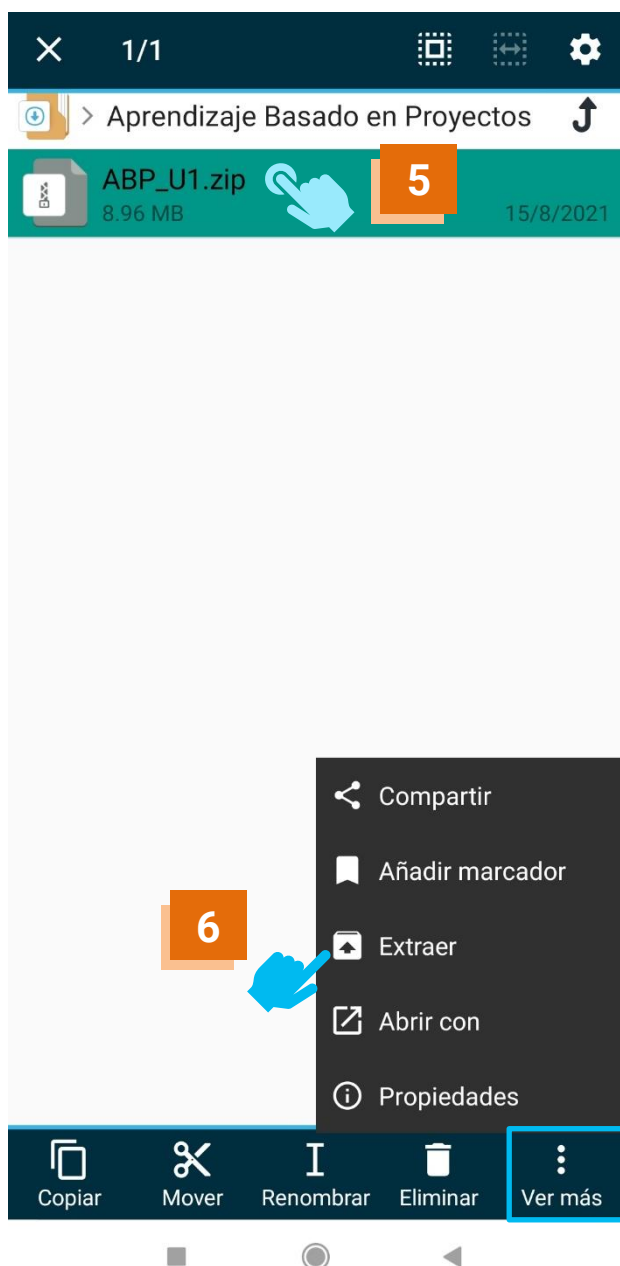 1/1
Aprendizaje Basado en Proyectos
ABP_U1.zip
5
8.96 MB
15/8/2021
Compartir
Añadir marcador
6
Extraer
Abrir con
Propiedades
Copiar Mover Renombrar Eliminar Ver más